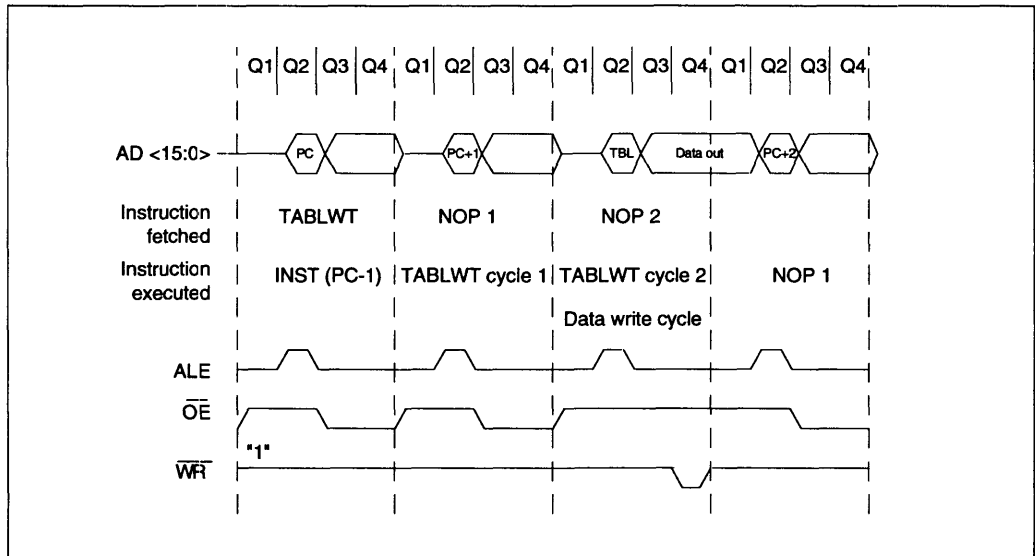 Q1 Q2 Q3 Q4 Q1 Q2 Q3 Q4 Q1 Q2 Q3 Q4 Q1 Q2 Q3 Q4
AD <15:0> PC PC+1 TBL Data out PC+2
Instruction fetched TABLWT NOP 1 NOP 2
Instruction executed INST (PC-1) TABLWT cycle 1 TABLWT cycle 2 NOP 1
Data write cycle
ALE
OE
"1"
WR